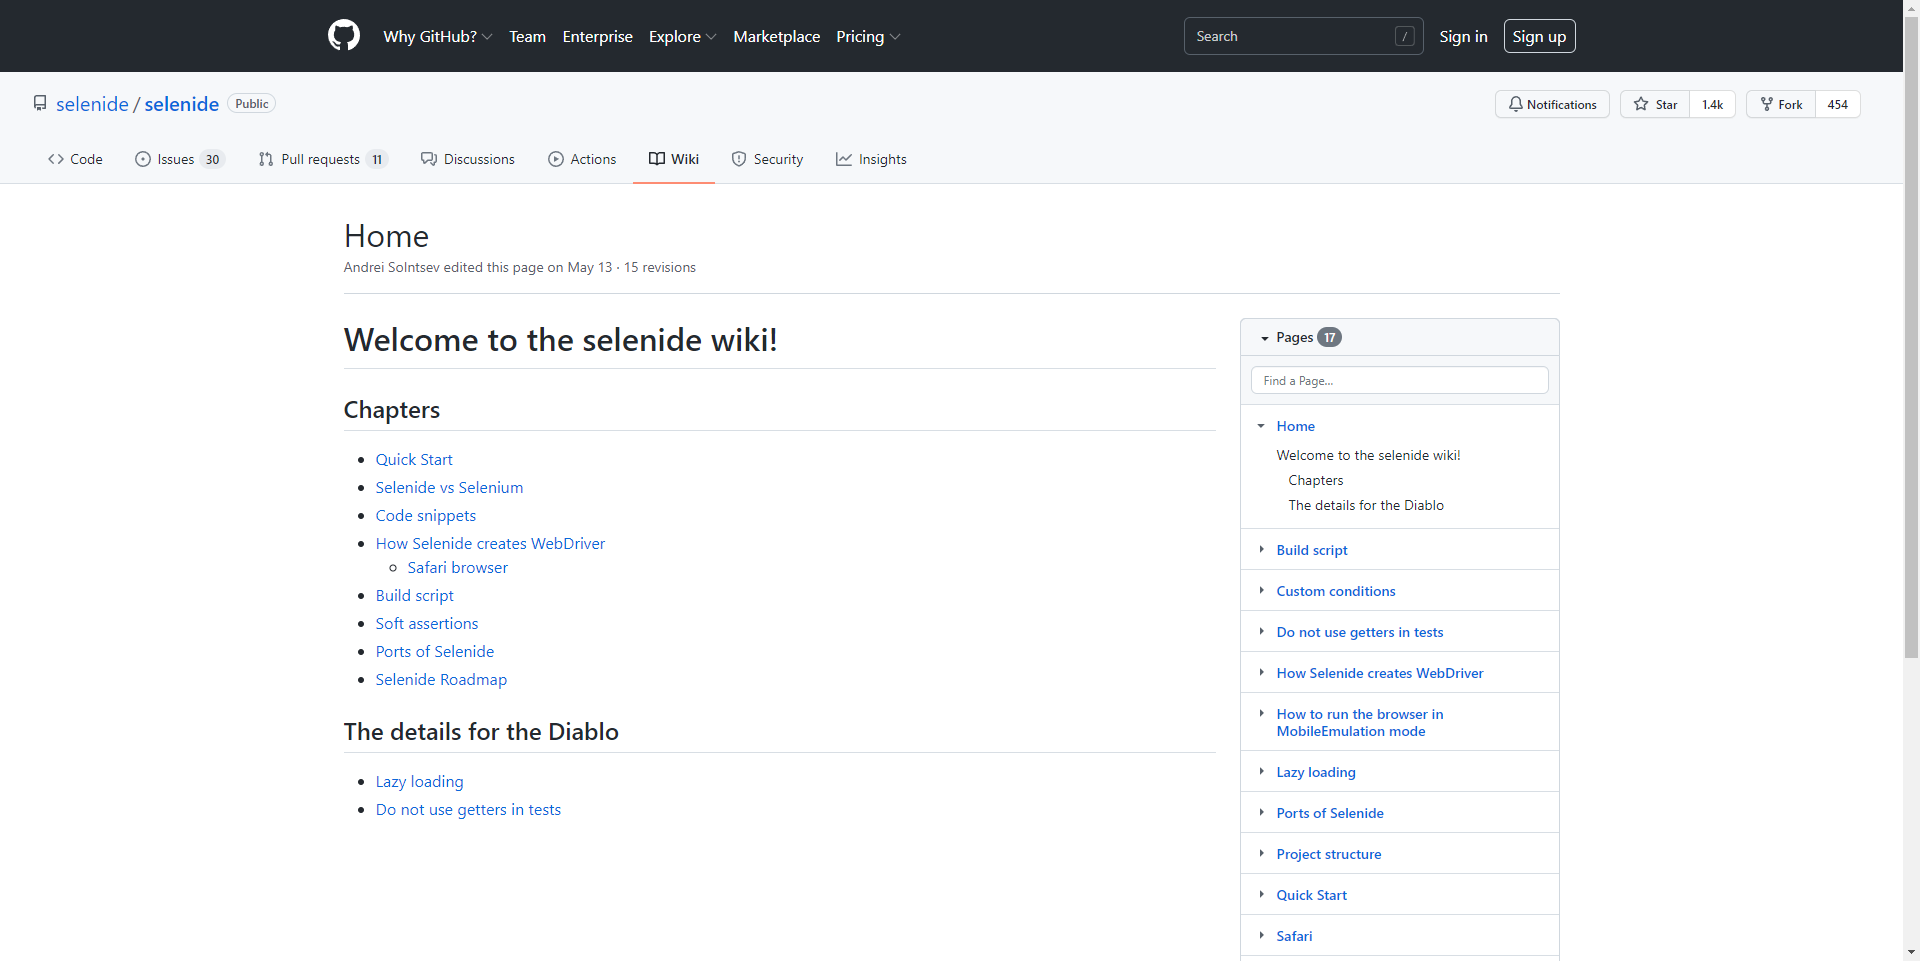 Why GitHub? Team Enterprise Explore Marketplace Pricing Search / Sign in Sign up
selenide / selenide Public Notifications Star 1.4k Fork 454
Code Issues 30 Pull requests 11 Discussions Actions Wiki Security Insights
Home
Andrei Solntsev edited this page on May 13 · 15 revisions
Welcome to the selenide wiki!
Chapters
Quick Start
Selenide vs Selenium
Code snippets
How Selenide creates WebDriver
Safari browser
Build script
Soft assertions
Ports of Selenide
Selenide Roadmap
The details for the Diablo
Lazy loading
Do not use getters in tests
Pages 17
Find a Page...
Home
Welcome to the selenide wiki!
Chapters
The details for the Diablo
Build script
Custom conditions
Do not use getters in tests
How Selenide creates WebDriver
How to run the browser in
MobileEmulation mode
Lazy loading
Ports of Selenide
Project structure
Quick Start
Safari